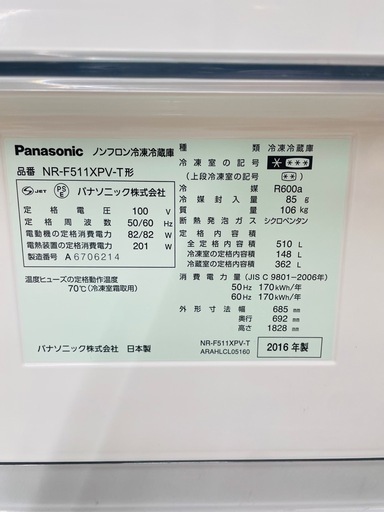 Panasonic ノンフロン冷凍冷蔵庫
品番 NR-F511XPV-T形
JET PSE パナソニック株式会社
定格電圧 100 V
定格周波数 50/60 Hz
電動機の定格消費電力 82/82 W
電熱装置の定格消費電力 201 W
製造番号 A 6706214
温度ヒューズの定格動作温度
70℃(冷凍室霜取用)
パナソニック株式会社 日本製
種類 冷凍冷蔵庫
冷凍室の記号 ****
(上段冷凍室の記号 **)
冷媒 R600a
冷媒封入量 85 g
質量 106 kg
断熱発泡ガス シクロペンタン
定格内容積
全定格内容積 510 L
冷凍室の定格内容積 148 L
冷蔵室の定格内容積 362 L
消費電力量(JIS C 9801-2006年)
50Hz 170 kWh/年
60Hz 170 kWh/年
外形寸法 幅 685 mm
奥行 692 mm
高さ 1828 mm
NR-F511XPV-T
ARAHLCL05160
2016 年製